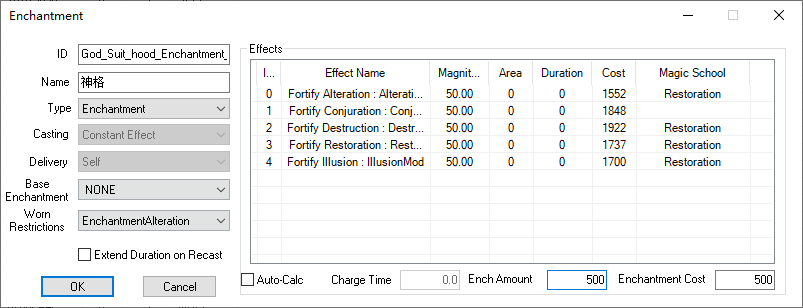 Enchantment
ID God_Suit_hood_Enchantment_
Name 神格
Type Enchantment
Casting Constant Effect
Delivery Self
Base Enchantment NONE
Worn Restrictions EnchantmentAlteration
Extend Duration on Recast
OK Cancel
Effects
I... Effect Name Magnit... Area Duration Cost Magic School
0 Fortify Alteration : Alterati... 50.00 0 0 1552 Restoration
1 Fortify Conjuration : Conj... 50.00 0 0 1848
2 Fortify Destruction : Destr... 50.00 0 0 1922 Restoration
3 Fortify Restoration : Rest... 50.00 0 0 1737 Restoration
4 Fortify Illusion : IllusionMod 50.00 0 0 1700 Restoration
Auto-Calc Charge Time 0.0 Ench Amount 500 Enchantment Cost 500